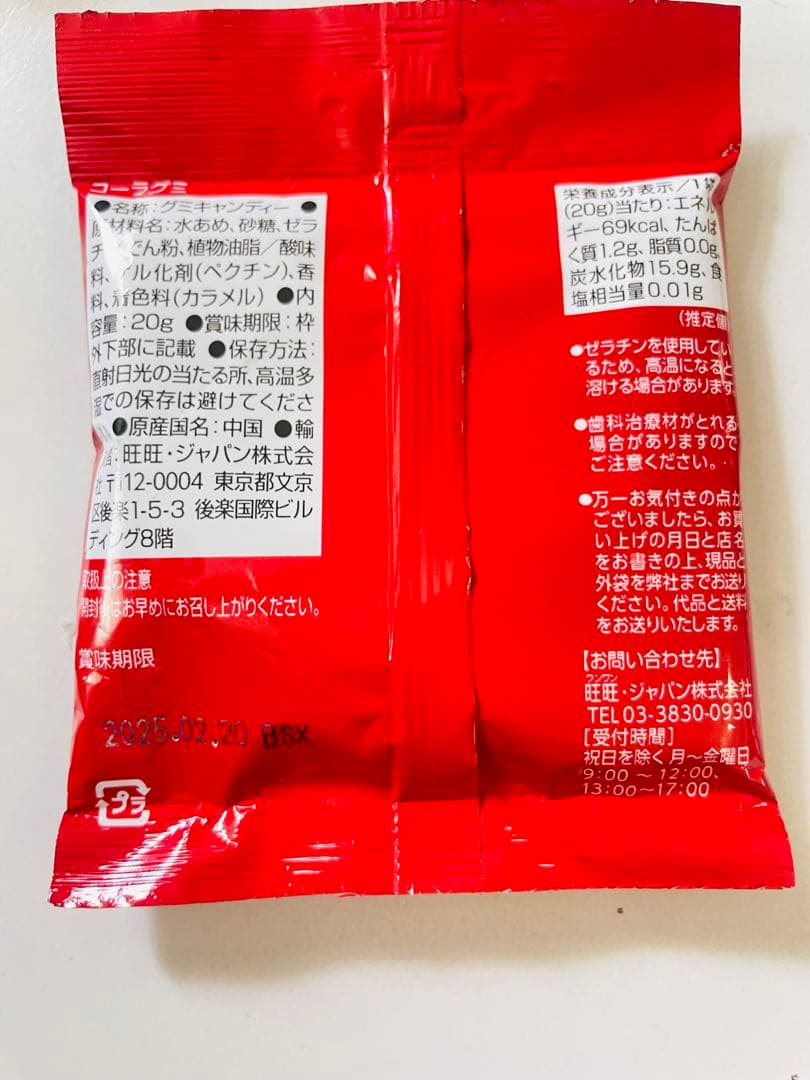 コーラグミ
●名称:グミキャンディー ●
原材料名:水あめ、砂糖、ゼラ
チン、でん粉、植物油脂/酸味
料、ゲル化剤(ペクチン)、香
料、着色料(カラメル) ●内
容量:20g ●賞味期限:枠
外下部に記載 ●保存方法:
直射日光の当たる所、高温多
湿での保存は避けてくださ
●原産国名:中国 ●輸
者:旺旺・ジャパン株式会
社 〒112-0004 東京都文京
区後楽1-5-3 後楽国際ビル
ディング8階
取扱上の注意
開封後はお早めにお召し上がりください。
賞味期限
2025.02.20 BSX
プラ
栄養成分表示/1袋
(20g)当たり:エネル
ギー69kcal、たんぱ
く質1.2g、脂質0.0g、
炭水化物15.9g、食
塩相当量0.01g
(推定値
●ゼラチンを使用してい
るため、高温になると
溶ける場合があります。
●歯科治療材がとれる
場合がありますので
ご注意ください。
●万一お気付きの点が
ございましたら、お買
い上げの月日と店名
をお書きの上、現品と
外袋を弊社までお送り
ください。代品と送料
をお送りいたします。
【お問い合わせ先】
ワンワン
旺旺・ジャパン株式会社
TEL 03-3830-0930
[受付時間]
祝日を除く月〜金曜日
9:00 〜 12:00、
13:00〜17:00